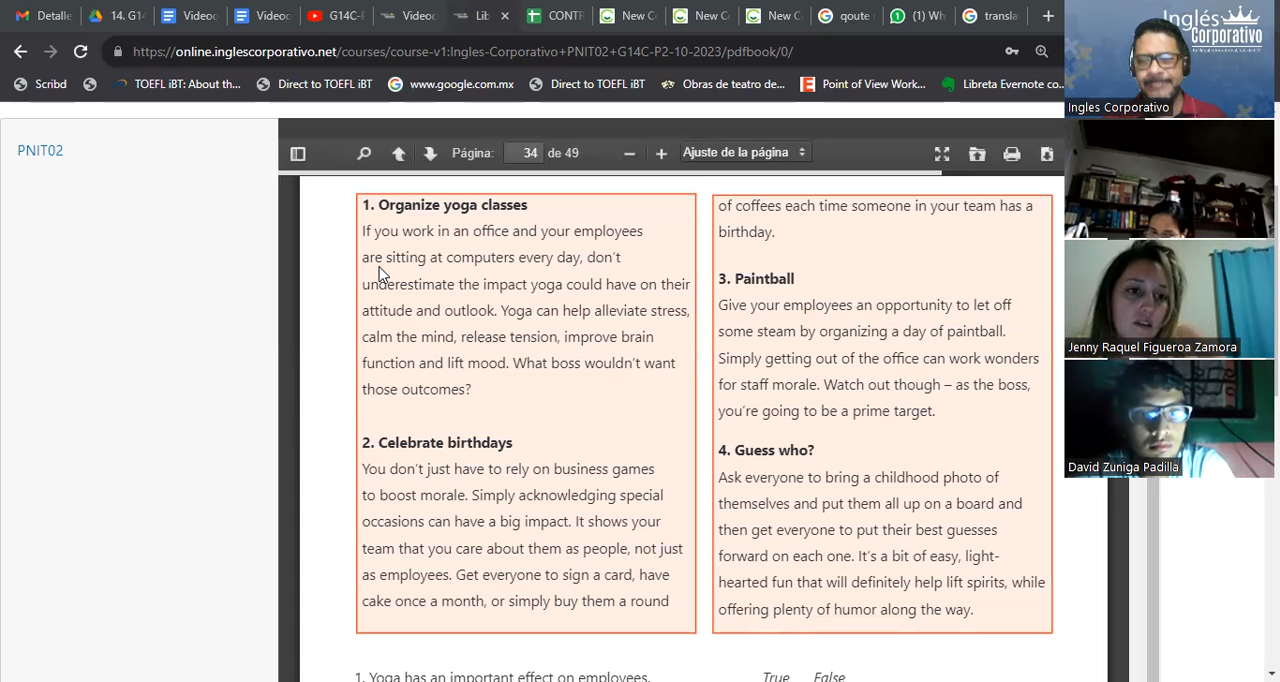 Detalle
14. G14
Videoc
Videoc
G14C-F
Videoc
Lib
CONTR
New C
New C
New C
qoute
(1) Wh
transla
https://online.inglescorporativo.net/courses/course-v1:Ingles-Corporativo+PNIT02+G14C-P2-10-2023/pdfbook/0/
Scribd
TOEFL iBT: About th...
Direct to TOEFL iBT
www.google.com.mx
Direct to TOEFL iBT
Obras de teatro de...
Point of View Work...
Libreta Evernote co
PNIT02
Página: 34 de 49
Ajuste de la página
1. Organize yoga classes
If you work in an office and your employees
are sitting at computers every day, don't
underestimate the impact yoga could have on their
attitude and outlook. Yoga can help alleviate stress,
calm the mind, release tension, improve brain
function and lift mood. What boss wouldn't want
those outcomes?
2. Celebrate birthdays
You don't just have to rely on business games
to boost morale. Simply acknowledging special
occasions can have a big impact. It shows your
team that you care about them as people, not just
as employees. Get everyone to sign a card, have
cake once a month, or simply buy them a round
of coffees each time someone in your team has a
birthday.
3. Paintball
Give your employees an opportunity to let off
some steam by organizing a day of paintball.
Simply getting out of the office can work wonders
for staff morale. Watch out though – as the boss,
you're going to be a prime target.
4. Guess who?
Ask everyone to bring a childhood photo of
themselves and put them all up on a board and
then get everyone to put their best guesses
forward on each one. It's a bit of easy, light-
hearted fun that will definitely help lift spirits, while
offering plenty of humor along the way.
1. Yoga has an important effect on employees. True False
Inglés
Corporativo
Ingles Corporativo
Jenny Raquel Figueroa Zamora
David Zuniga Padilla